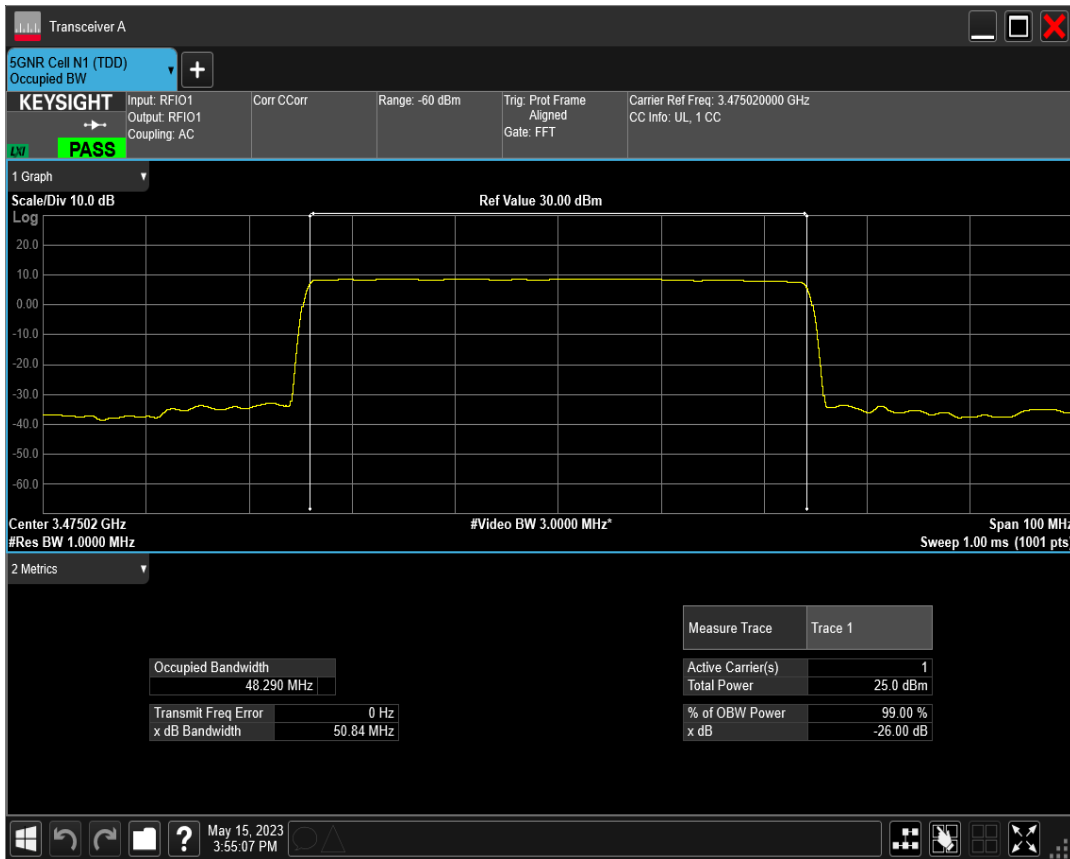 Transceiver A
5GNR Cell N1 (TDD)
Occupied BW
+
KEYSIGHT
LXI
PASS
Input: RFIO1
Output: RFIO1
Coupling: AC
Corr CCorr
Range: -60 dBm
Trig: Prot Frame
Aligned
Gate: FFT
Carrier Ref Freq: 3.475020000 GHz
CC Info: UL, 1 CC
1 Graph
Scale/Div 10.0 dB
Ref Value 30.00 dBm
Log
20.0
10.0
0.00
-10.0
-20.0
-30.0
-40.0
-50.0
-60.0
Center 3.47502 GHz
#Video BW 3.0000 MHz*
Span 100 MHz
#Res BW 1.0000 MHz
Sweep 1.00 ms (1001 pts)
2 Metrics
Measure Trace Trace 1
Occupied Bandwidth
48.290 MHz
Active Carrier(s) 1
Total Power 25.0 dBm
Transmit Freq Error 0 Hz
x dB Bandwidth 50.84 MHz
% of OBW Power 99.00 %
x dB -26.00 dB
?
May 15, 2023
3:55:07 PM